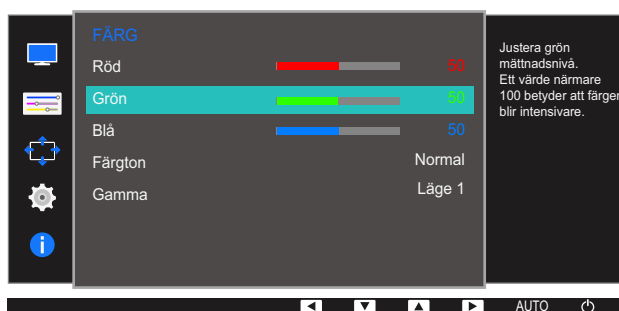 FÄRG
Röd 50
Grön 50
Blå 50
Färgton Normal
Gamma Läge 1
Justera grön
mättnadsnivå.
Ett värde närmare
100 betyder att färgen
blir intensivare.
AUTO